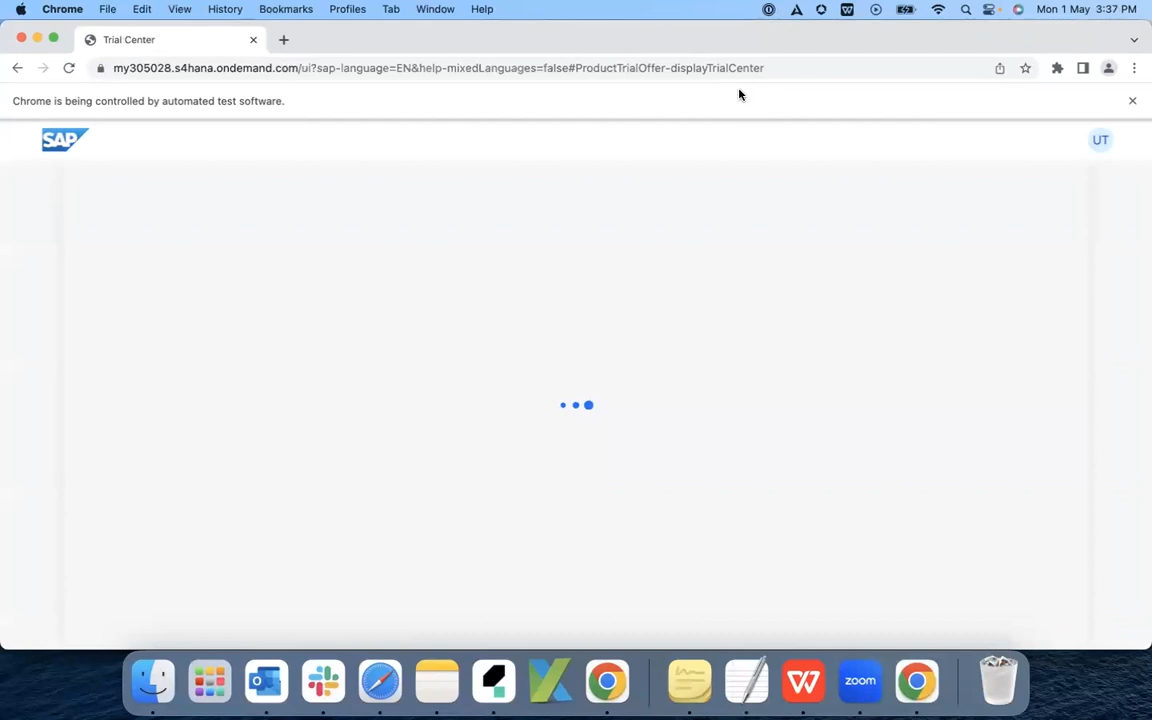 Chrome File Edit View History Bookmarks Profiles Tab Window Help Mon 1 May 3:37 PM
Trial Center
my305028.s4hana.ondemand.com/ui?sap-language=EN&help-mixedLanguages=false#ProductTrialOffer-displayTrialCenter
Chrome is being controlled by automated test software.
SAP UT
zoom